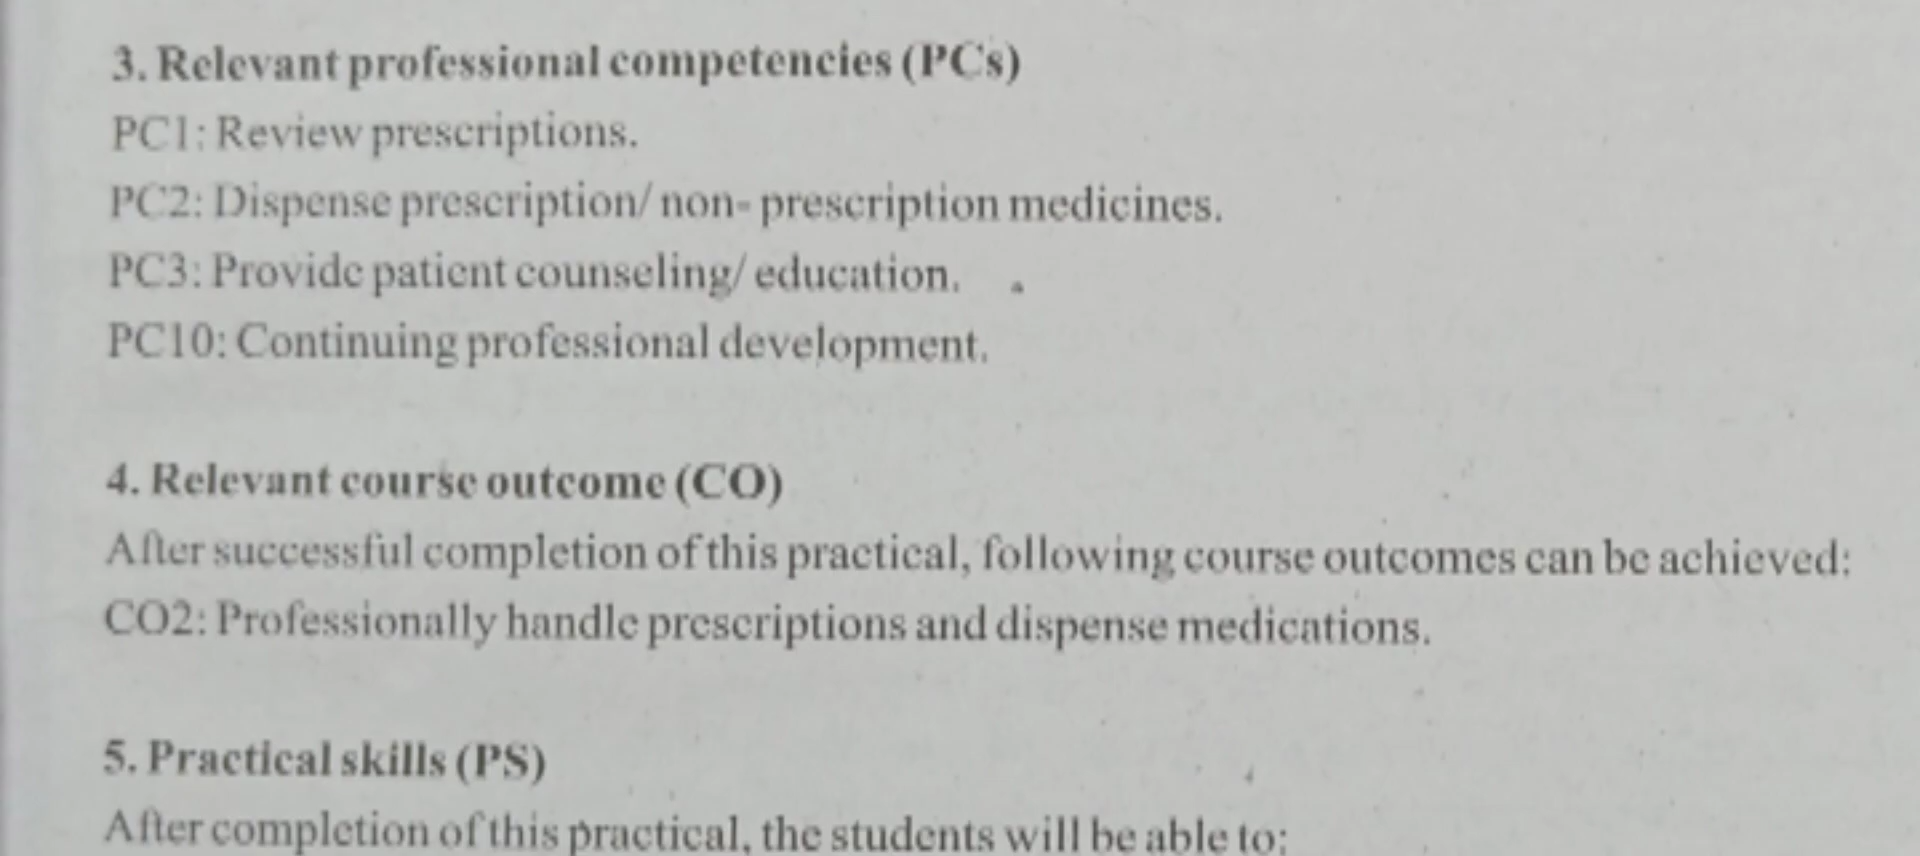 3. Relevant professional competencies (PCs)
PC1: Review prescriptions.
PC2: Dispense prescription/ non- prescription medicines.
PC3: Provide patient counseling/ education.
PC10: Continuing professional development.
4. Relevant course outcome (CO)
After successful completion of this practical, following course outcomes can be achieved:
CO2: Professionally handle prescriptions and dispense medications.
5. Practical skills (PS)
After completion of this practical, the students will be able to: